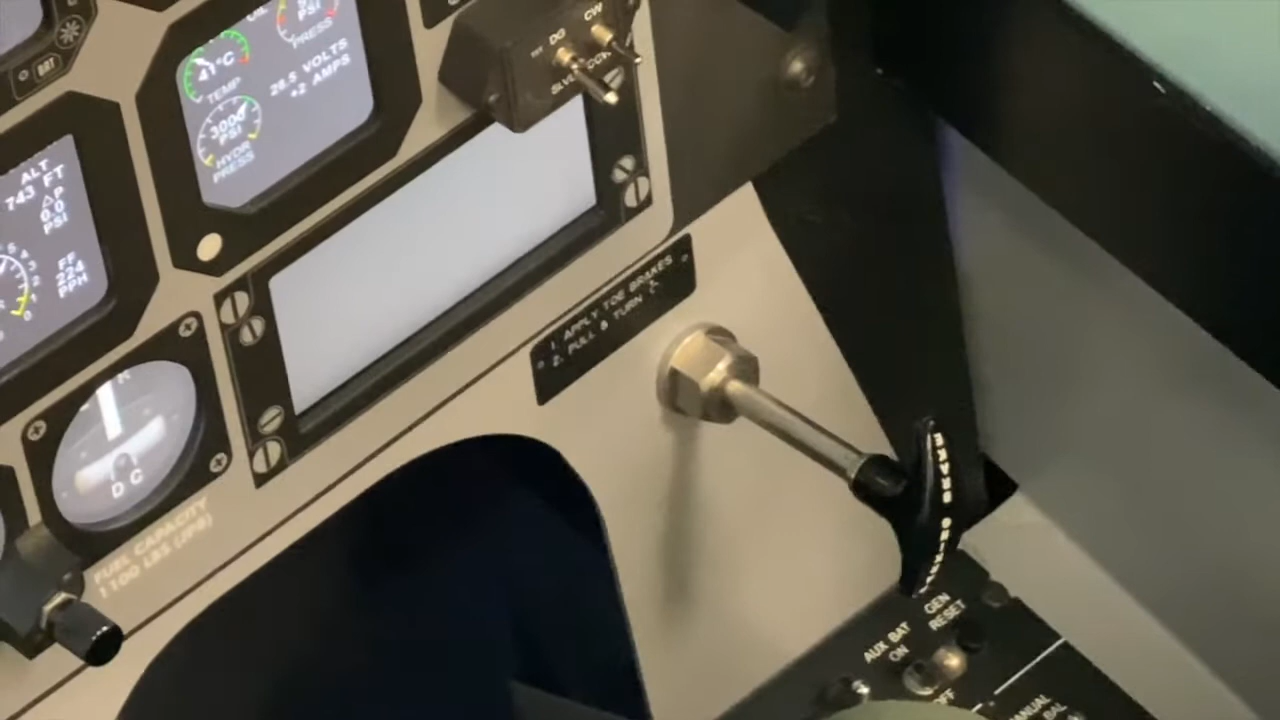 BAT
41°C
TEMP
PSI
PRESS
28.5 VOLTS
+2 AMPS
3000
PSI
HYDR
PRESS
DG
CW
SLVE
CCW
ALT
743 FT
ΔP
0.0
PSI
FF
224
PPH
1. APPLY TOE BRAKES
2. PULL & TURN
D C
FUEL CAPACITY
1100 LBS (JP8)
GEN
RESET
AUX BAT
ON